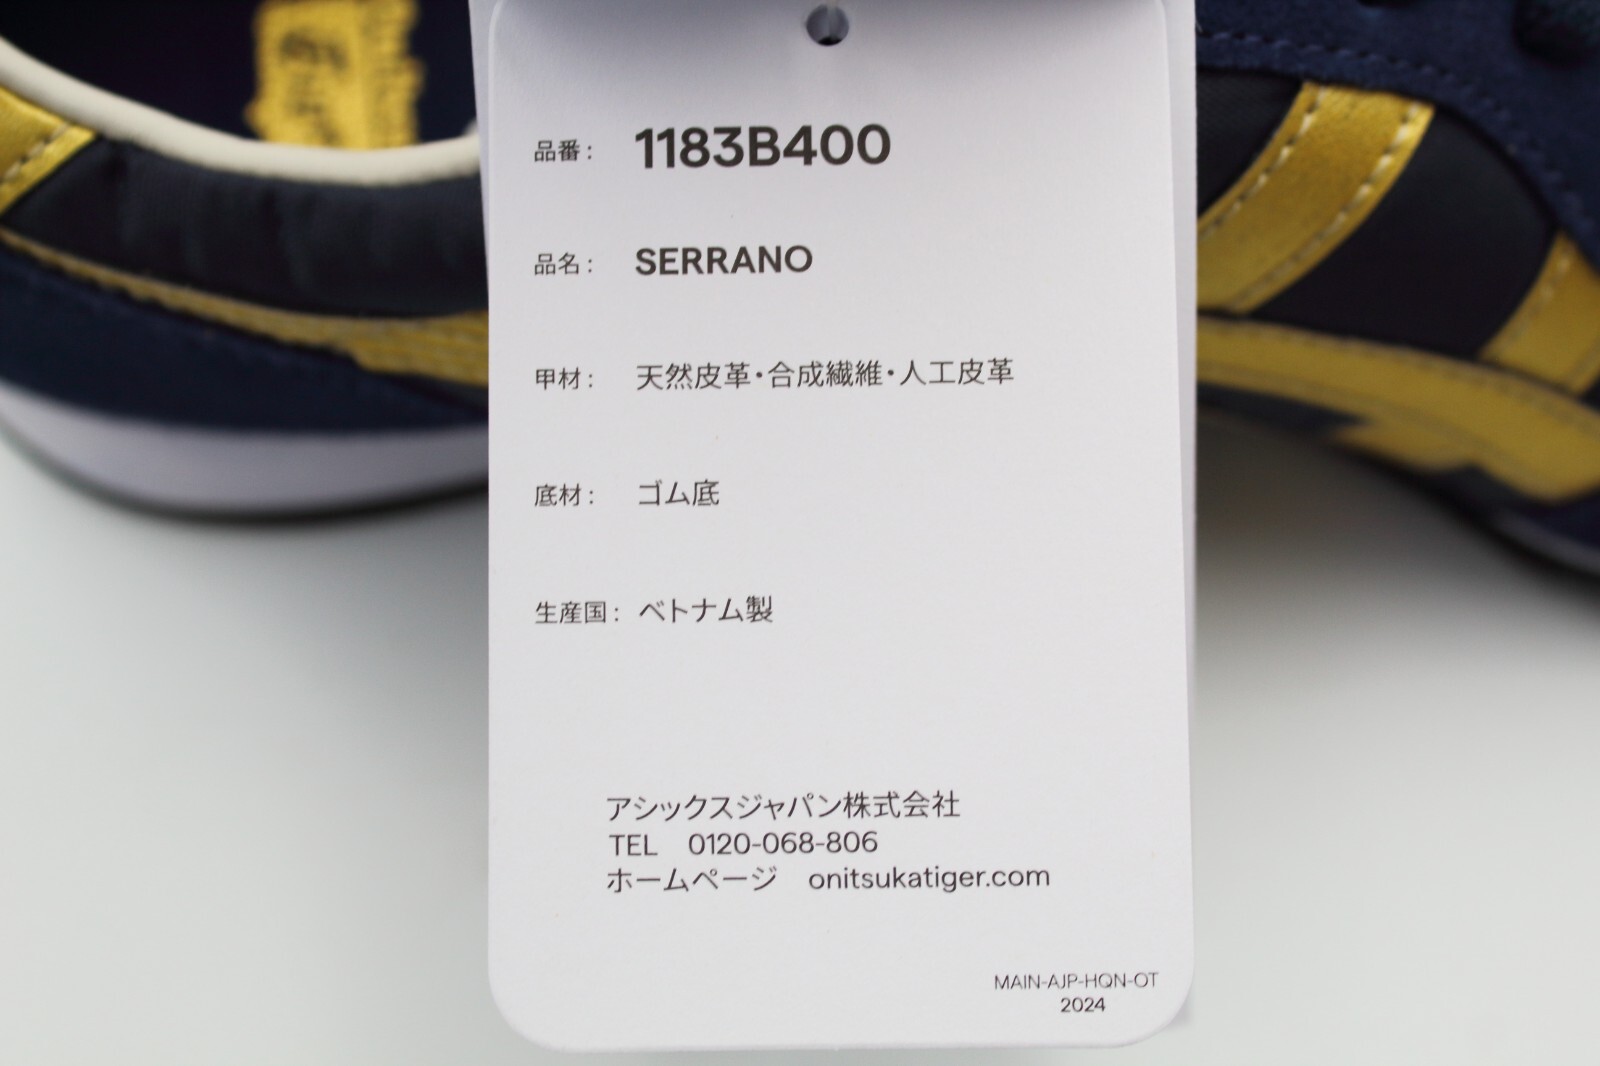 品番： 1183B400
品名： SERRANO
甲材： 天然皮革・合成繊維・人工皮革
底材： ゴム底
生産国： ベトナム製
アシックスジャパン株式会社
TEL 0120-068-806
ホームページ onitsukatiger.com
MAIN-AJP-HQN-OT
2024